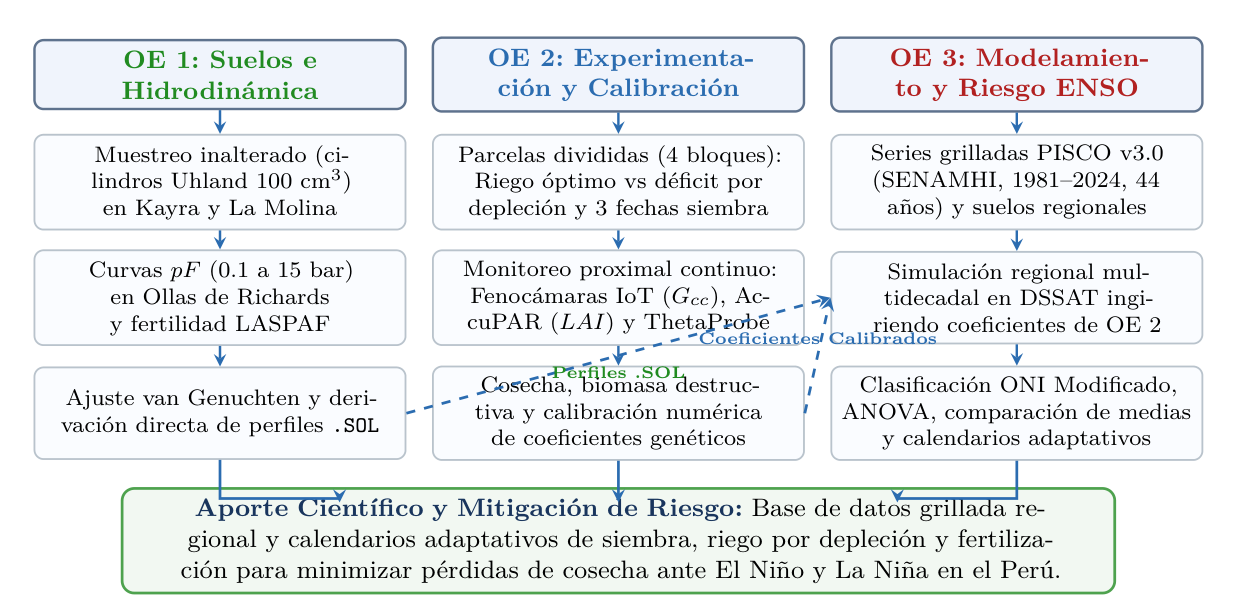 OE 1: Suelos e
Hidrodinámica
Muestreo inalterado (ci-
lindros Uhland 100 cm³)
en Kayra y La Molina
Curvas pF (0.1 a 15 bar)
en Ollas de Richards
y fertilidad LASPAF
Ajuste van Genuchten y deri-
vación directa de perfiles .SOL
OE 2: Experimenta-
ción y Calibración
Parcelas divididas (4 bloques):
Riego óptimo vs déficit por
depleción y 3 fechas siembra
Monitoreo proximal continuo:
Fenocámaras IoT (Gcc), Ac-
cuPAR (LAI) y ThetaProbe
Perfiles .SOL
Cosecha, biomasa destruc-
tiva y calibración numérica
de coeficientes genéticos
OE 3: Modelamien-
to y Riesgo ENSO
Series grilladas PISCO v3.0
(SENAMHI, 1981–2024, 44
años) y suelos regionales
Simulación regional mul-
tidecadal en DSSAT ingi-
riendo coeficientes de OE 2
Coeficientes Calibrados
Clasificación ONI Modificado,
ANOVA, comparación de medias
y calendarios adaptativos
Aporte Científico y Mitigación de Riesgo: Base de datos grillada re-
gional y calendarios adaptativos de siembra, riego por depleción y fertiliza-
ción para minimizar pérdidas de cosecha ante El Niño y La Niña en el Perú.